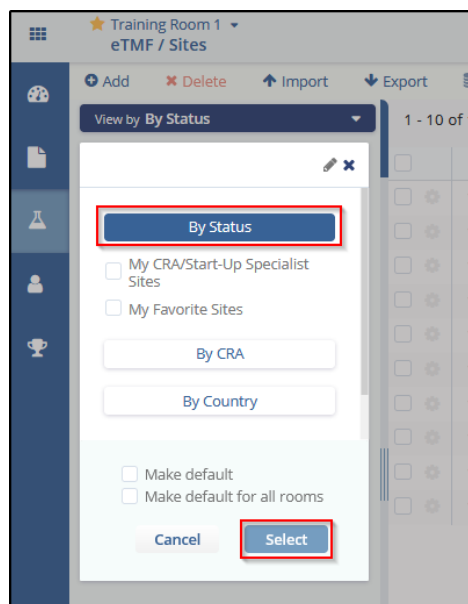 Training Room 1
eTMF / Sites
Add Delete Import Export
View by By Status
1 - 10 of
By Status
My CRA/Start-Up Specialist
Sites
My Favorite Sites
By CRA
By Country
Make default
Make default for all rooms
Cancel Select